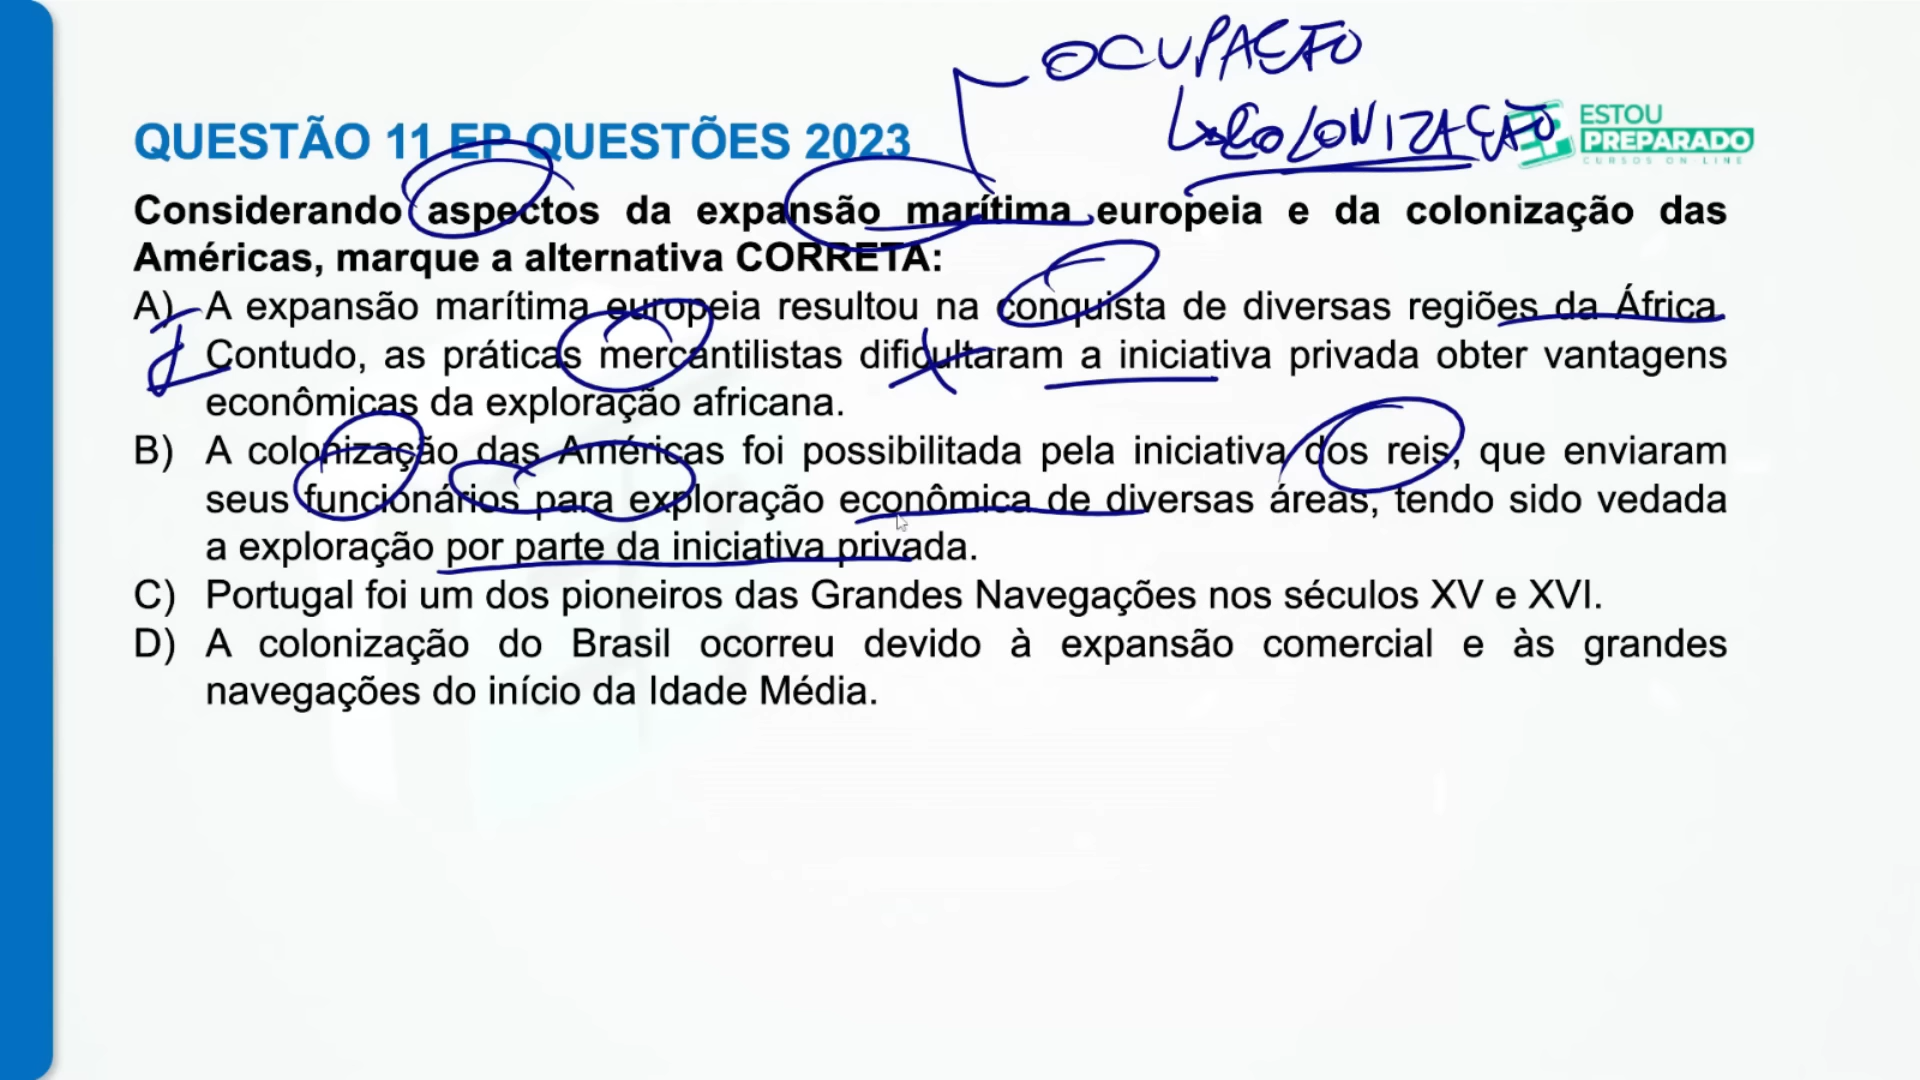 OCUPAÇÃO
↳COLONIZAÇÃO
ESTOU
PREPARADO
CURSOS ON-LINE
QUESTÃO 11 EP QUESTÕES 2023
Considerando aspectos da expansão marítima europeia e da colonização das
Américas, marque a alternativa CORRETA:
A) A expansão marítima europeia resultou na conquista de diversas regiões da África.
Contudo, as práticas mercantilistas dificultaram a iniciativa privada obter vantagens
econômicas da exploração africana.
B) A colonização das Américas foi possibilitada pela iniciativa dos reis, que enviaram
seus funcionários para exploração econômica de diversas áreas, tendo sido vedada
a exploração por parte da iniciativa privada.
C) Portugal foi um dos pioneiros das Grandes Navegações nos séculos XV e XVI.
D) A colonização do Brasil ocorreu devido à expansão comercial e às grandes
navegações do início da Idade Média.